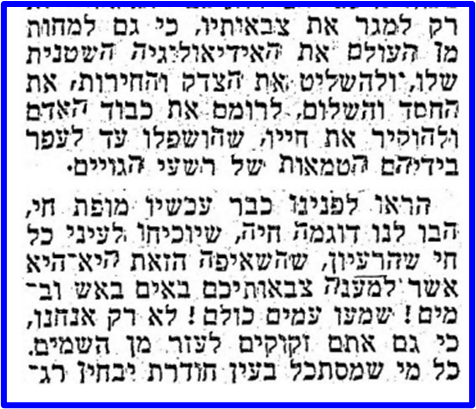 רק למגר את צבאותיו, כי גם למחות
מן העולם את האידיאולוגיה השטנית
שלו, ולהשליט את הצדק והחירות, את
החסד והשלום, לרומם את כבוד האדם
ולהוקיר את חייו, שהושפלו עד לעפר
בידיהם הטמאות של רשעי הגויים.
הראו לפנינו כבר עכשיו מופת חי,
הבו לנו דוגמה חיה, שיוכיחו לעיני כל
חי שהרעיון, שהשאיפה הזאת היא־היא
אשר למענה צבאותיכם באים באש וב־
מים! שמעו עמים כולם! לא רק אנחנו,
כי גם אתם זקוקים לעזר מן השמים.
כל מי שמסתכל בעין חודרת יבחין רג־